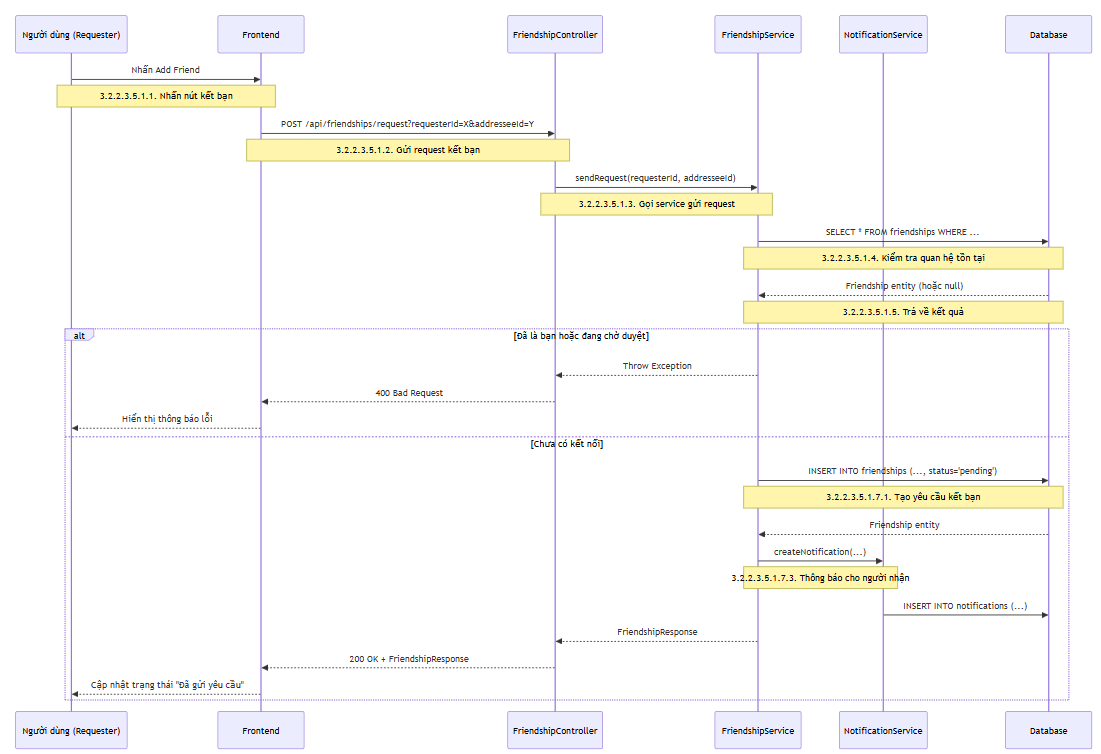 Người dùng (Requester)
Frontend
FriendshipController
FriendshipService
NotificationService
Database
Nhấn Add Friend
3.2.2.3.5.1.1. Nhấn nút kết bạn
POST /api/friendships/request?requesterId=X&addresseeId=Y
3.2.2.3.5.1.2. Gửi request kết bạn
sendRequest(requesterId, addresseeId)
3.2.2.3.5.1.3. Gọi service gửi request
SELECT * FROM friendships WHERE ...
3.2.2.3.5.1.4. Kiểm tra quan hệ tồn tại
Friendship entity (hoặc null)
3.2.2.3.5.1.5. Trả về kết quả
alt
[Đã là bạn hoặc đang chờ duyệt]
Throw Exception
400 Bad Request
Hiển thị thông báo lỗi
[Chưa có kết nối]
INSERT INTO friendships (..., status='pending')
3.2.2.3.5.1.7.1. Tạo yêu cầu kết bạn
Friendship entity
createNotification(...)
3.2.2.3.5.1.7.3. Thông báo cho người nhận
INSERT INTO notifications (...)
FriendshipResponse
200 OK + FriendshipResponse
Cập nhật trạng thái "Đã gửi yêu cầu"
Người dùng (Requester)
Frontend
FriendshipController
FriendshipService
NotificationService
Database